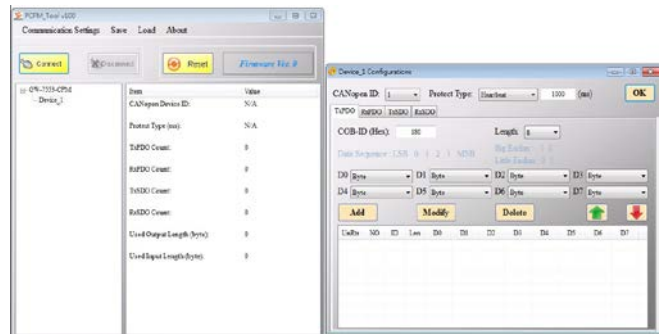 PCFM_Tool v1.00
Communication Settings Save Load About
Connect Disconnect Reset Firmware Ver. 0
GW-7553-CPM
Device_1
Item Value
CANopen Device ID: N/A
Protect Type (ms): N/A
TxPDO Count: 0
RxPDO Count: 0
TxSDO Count: 0
RxSDO Count: 0
Used Output Length (byte): 0
Used Input Length (byte): 0
Device_1 Configurations
CANopen ID: 1 Protect Type: Heartbeat 1000 (ms) OK
TxPDO RxPDO TxSDO RxSDO
COB-ID (Hex): 180 Length: 8
Data Sequence : LSB 0 1 2 3 MSB
Big Endian :
Little Endian :
D0 Byte D1 Byte D2 Byte D3 Byte
D4 Byte D5 Byte D6 Byte D7 Byte
Add Modify Delete
NO ID Len D0 D1 D2 D3 D4 D5 D6 D7